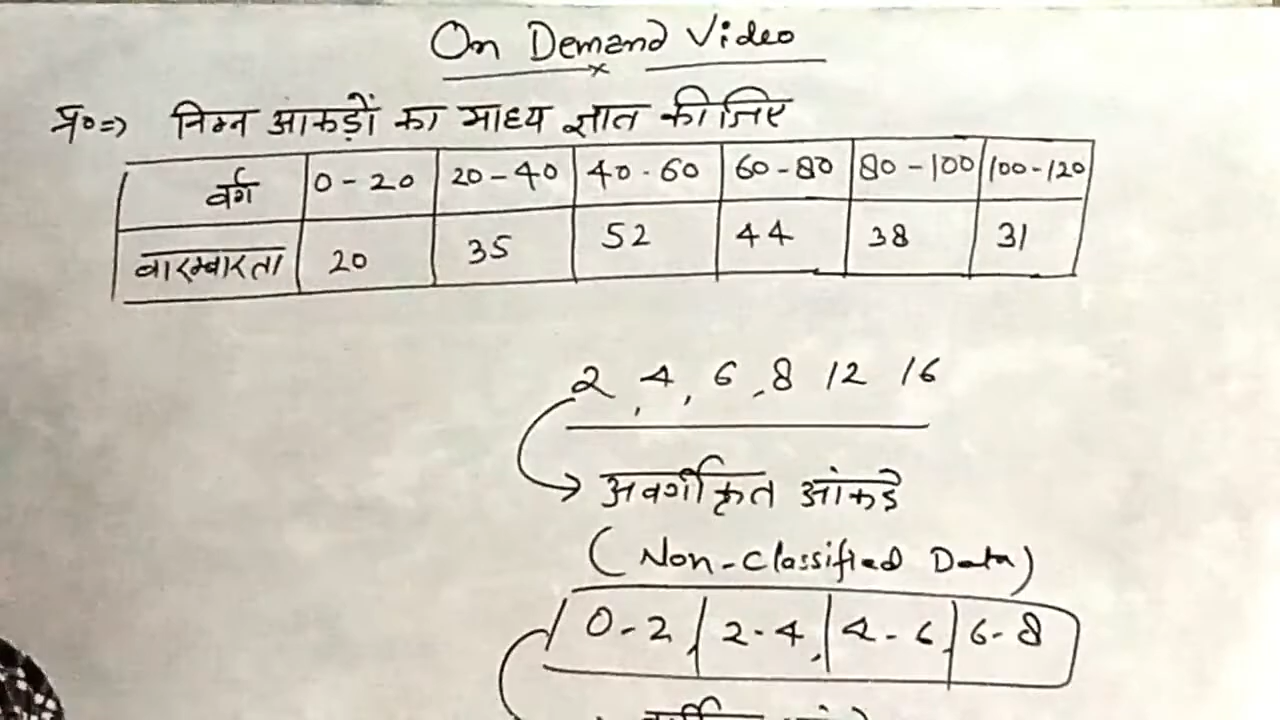 On Demand Video
प्र०=> निम्न आंकड़ों का माध्य ज्ञात कीजिए
वर्ग 0-20 20-40 40-60 60-80 80-100 100-120
बारम्बारता 20 35 52 44 38 31
2, 4, 6, 8 12 16
अवर्गीकृत आंकड़े
(Non-Classified Data)
0-2, 2-4, 4-6, 6-8